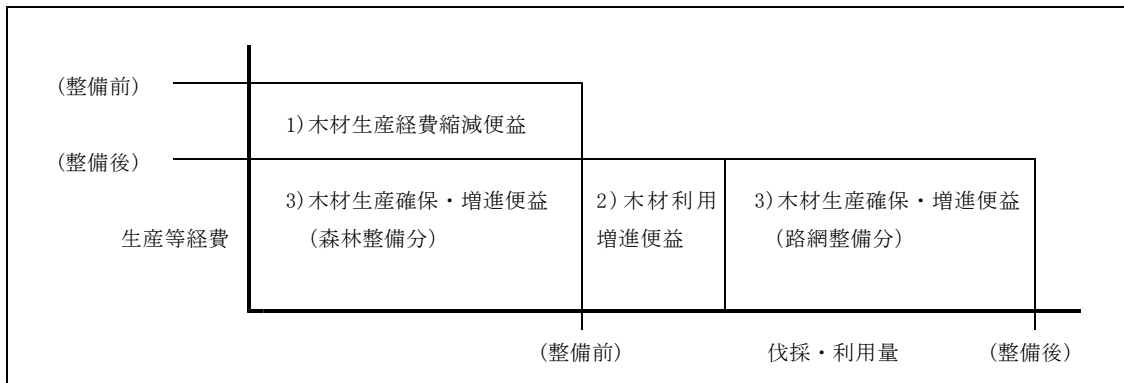 (整備前)
1)木材生産経費縮減便益
(整備後)
3)木材生産確保・増進便益
(森林整備分)
2)木材利用
増進便益
3)木材生産確保・増進便益
(路網整備分)
生産等経費
(整備前)
伐採・利用量
(整備後)